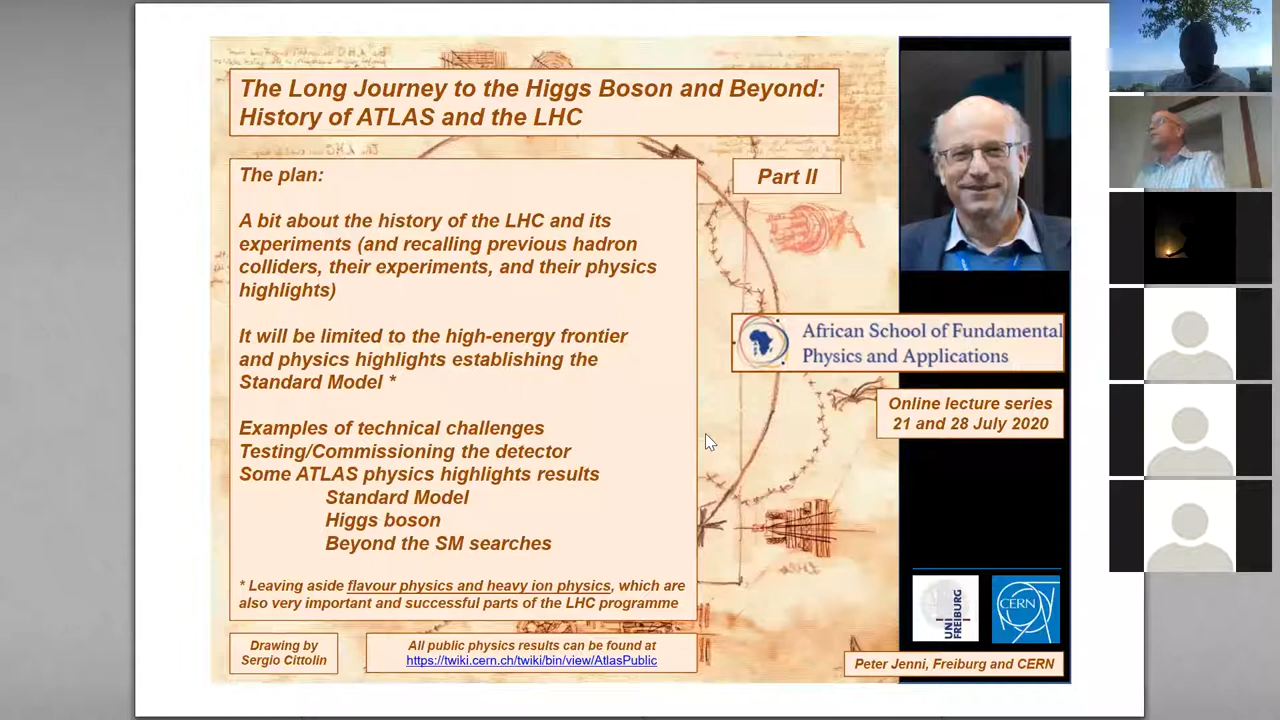 The Long Journey to the Higgs Boson and Beyond:
History of ATLAS and the LHC
Part II
The plan:
A bit about the history of the LHC and its
experiments (and recalling previous hadron
colliders, their experiments, and their physics
highlights)
It will be limited to the high-energy frontier
and physics highlights establishing the
Standard Model *
Examples of technical challenges
Testing/Commissioning the detector
Some ATLAS physics highlights results
Standard Model
Higgs boson
Beyond the SM searches
* Leaving aside flavour physics and heavy ion physics, which are
also very important and successful parts of the LHC programme
African School of Fundamental
Physics and Applications
Online lecture series
21 and 28 July 2020
UNI
FREIBURG
CERN
Drawing by
Sergio Cittolin
All public physics results can be found at
https://twiki.cern.ch/twiki/bin/view/AtlasPublic
Peter Jenni, Freiburg and CERN